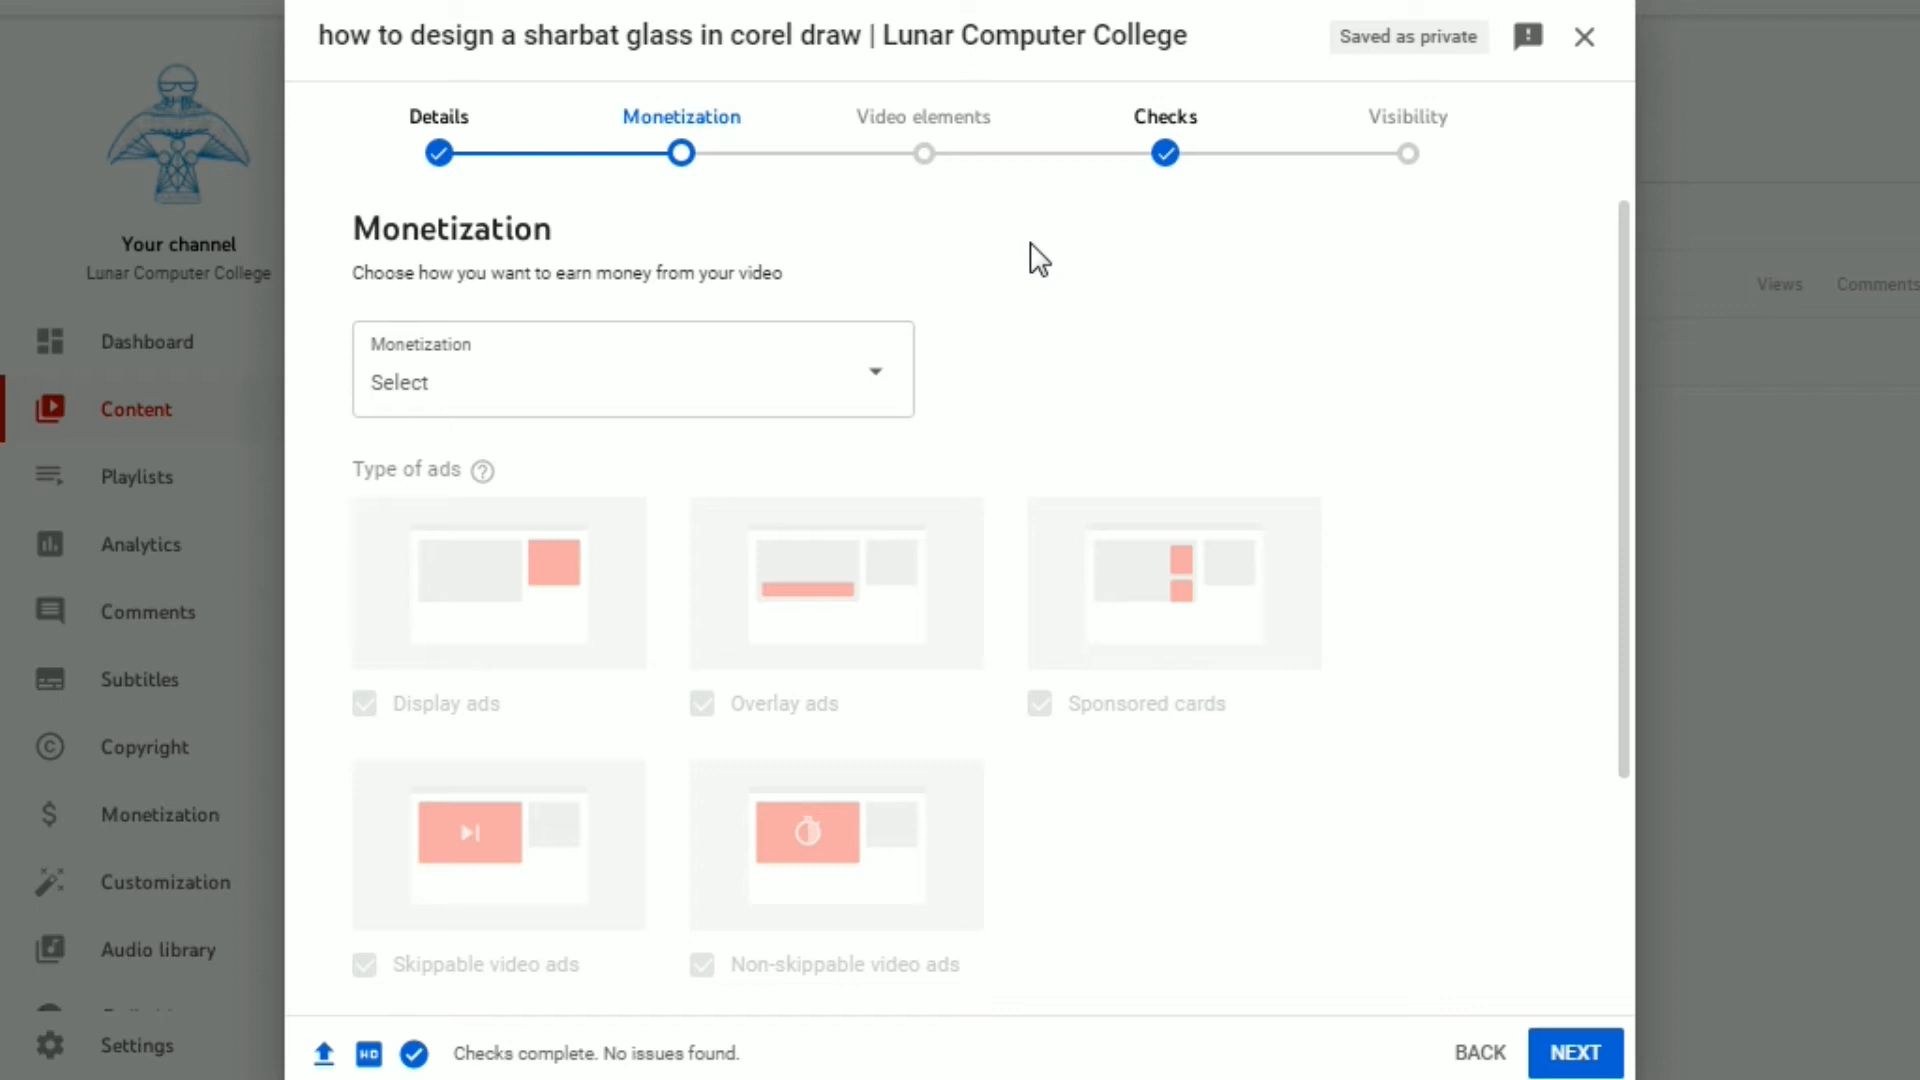 how to design a sharbat glass in corel draw | Lunar Computer College
Saved as private
Details
Monetization
Video elements
Checks
Visibility
Your channel
Lunar Computer College
Dashboard
Content
Playlists
Analytics
Comments
Subtitles
Copyright
Monetization
Customization
Audio library
Settings
Monetization
Choose how you want to earn money from your video
Monetization
Select
Type of ads
Display ads
Overlay ads
Sponsored cards
Skippable video ads
Non-skippable video ads
Views
Comments
HD
Checks complete. No issues found.
BACK
NEXT